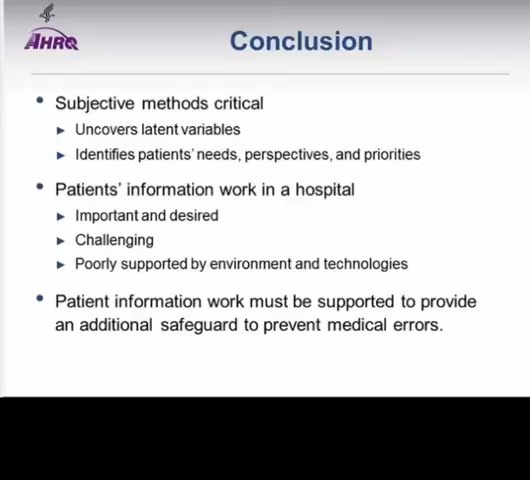 AHRQ
Conclusion
• Subjective methods critical
► Uncovers latent variables
► Identifies patients' needs, perspectives, and priorities
• Patients' information work in a hospital
► Important and desired
► Challenging
► Poorly supported by environment and technologies
• Patient information work must be supported to provide
an additional safeguard to prevent medical errors.